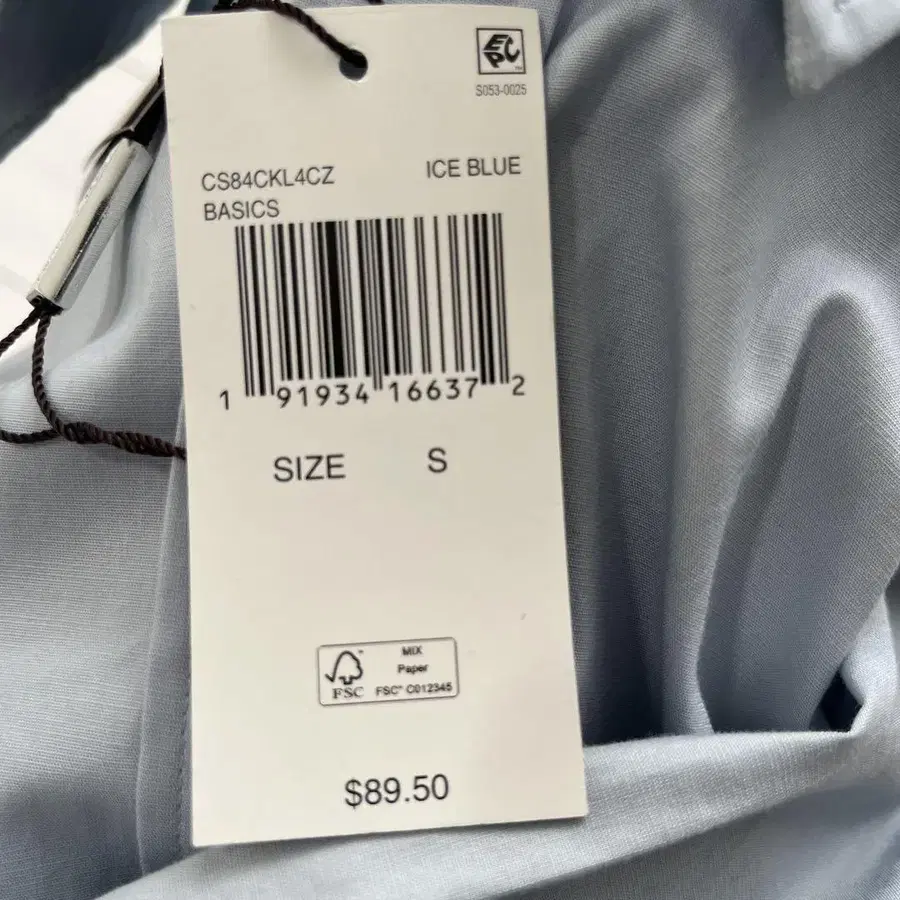 EPC
S053-0025
CS84CKL4CZ ICE BLUE
BASICS
1 91934 16637 2
SIZE S
MIX
Paper
FSC FSC® C012345
$89.50